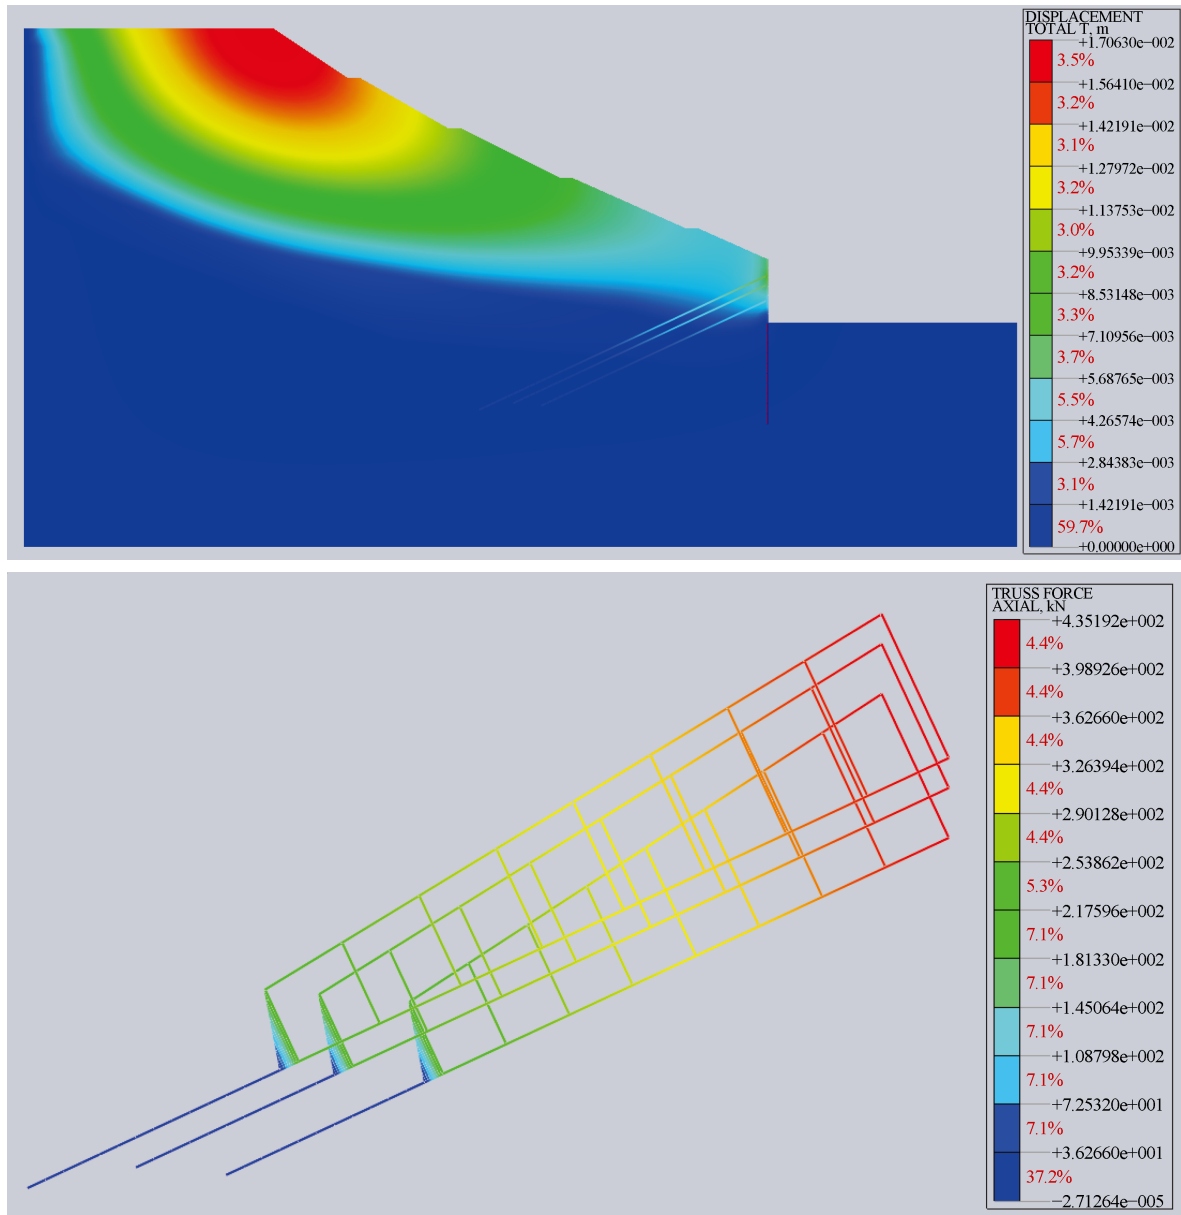 DISPLACEMENT
TOTAL T, m
+1.70630e−002
3.5%
+1.56410e−002
3.2%
+1.42191e−002
3.1%
+1.27972e−002
3.2%
+1.13753e−002
3.0%
+9.95339e−003
3.2%
+8.53148e−003
3.3%
+7.10956e−003
3.7%
+5.68765e−003
5.5%
+4.26574e−003
5.7%
+2.84383e−003
3.1%
+1.42191e−003
59.7%
+0.00000e+000
TRUSS FORCE
AXIAL, kN
+4.35192e+002
4.4%
+3.98926e+002
4.4%
+3.62660e+002
4.4%
+3.26394e+002
4.4%
+2.90128e+002
4.4%
+2.53862e+002
5.3%
+2.17596e+002
7.1%
+1.81330e+002
7.1%
+1.45064e+002
7.1%
+1.08798e+002
7.1%
+7.25320e+001
7.1%
+3.62660e+001
37.2%
−2.71264e−005